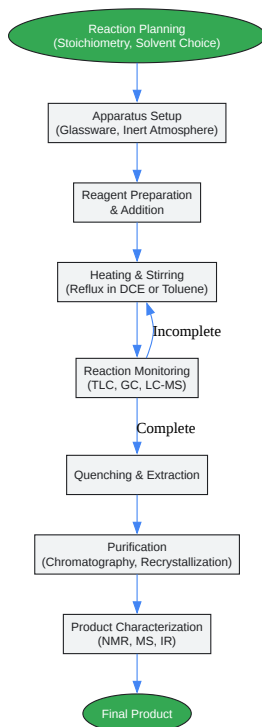 Reaction Planning
(Stoichiometry, Solvent Choice)
Apparatus Setup
(Glassware, Inert Atmosphere)
Reagent Preparation
& Addition
Heating & Stirring
(Reflux in DCE or Toluene)
Incomplete
Reaction Monitoring
(TLC, GC, LC-MS)
Complete
Quenching & Extraction
Purification
(Chromatography, Recrystallization)
Product Characterization
(NMR, MS, IR)
Final Product